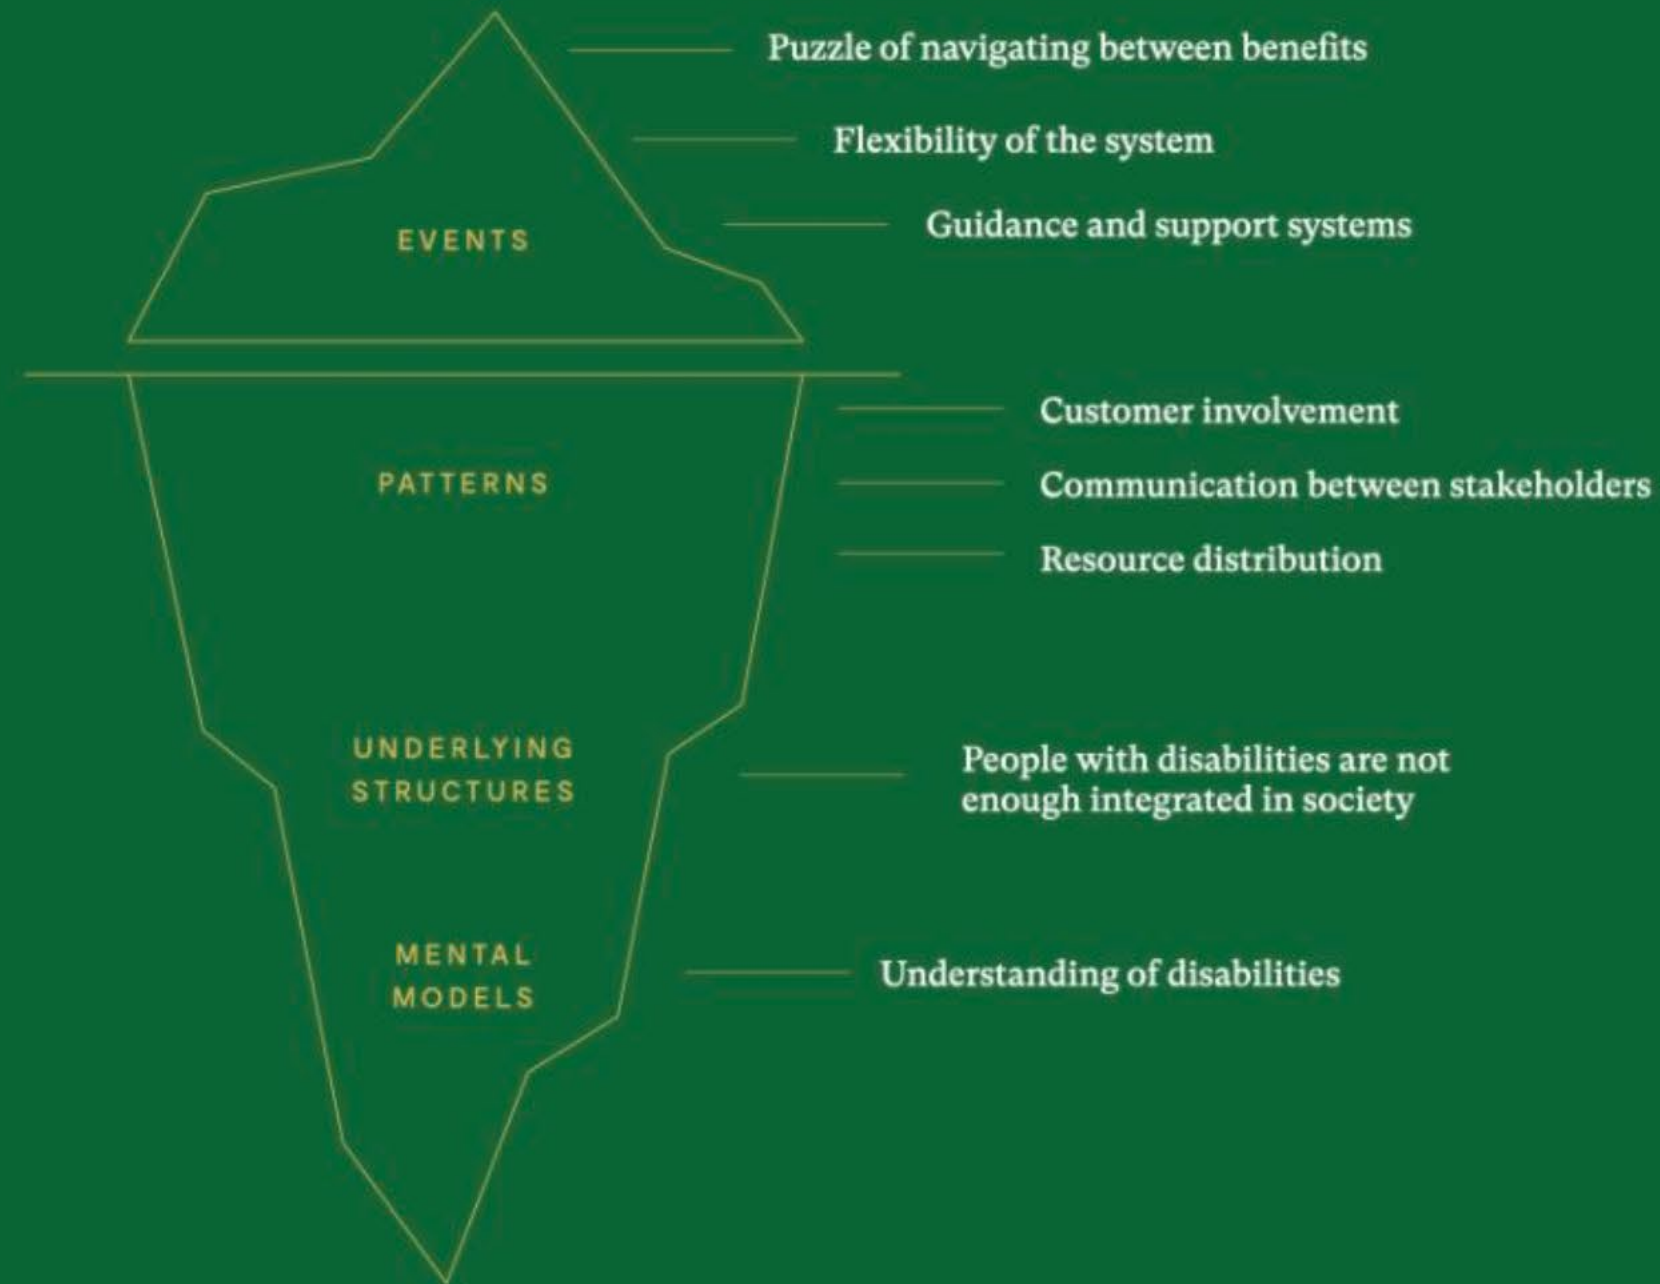 Puzzle of navigating between benefits
Flexibility of the system
Guidance and support systems
EVENTS
Customer involvement
PATTERNS
Communication between stakeholders
Resource distribution
UNDERLYING
STRUCTURES
People with disabilities are not
enough integrated in society
MENTAL
MODELS
Understanding of disabilities